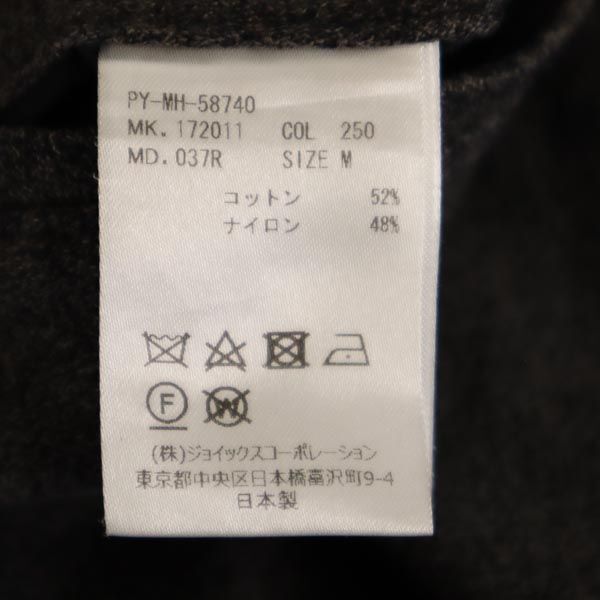 PY-MH-58740
MK. 172011 COL 250
MD. 037R SIZE M
コットン 52%
ナイロン 48%
F W
(株)ジョイックスコーポレーション
東京都中央区日本橋富沢町9-4
日本製